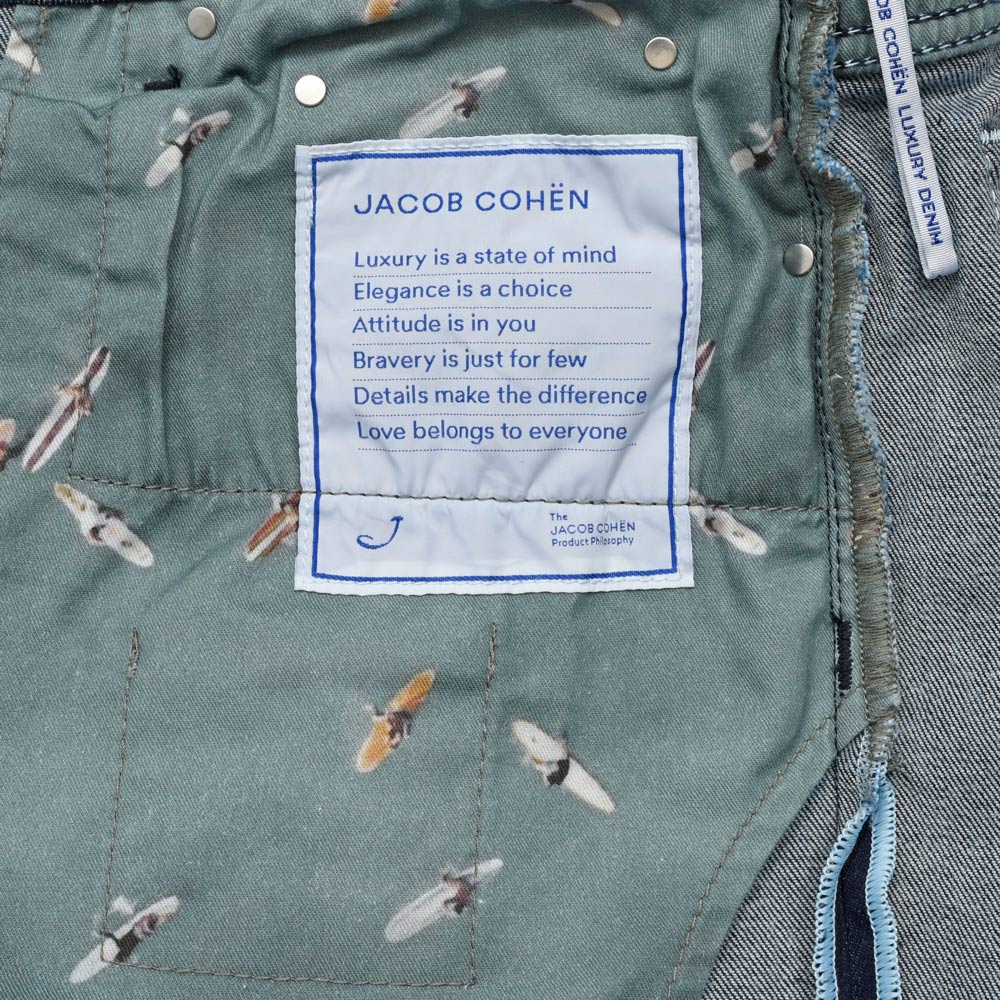 JACOB COHËN
Luxury is a state of mind
Elegance is a choice
Attitude is in you
Bravery is just for few
Details make the difference
Love belongs to everyone
The
JACOB COHËN
Product Philosophy
OB COHËN LUXURY DENIM